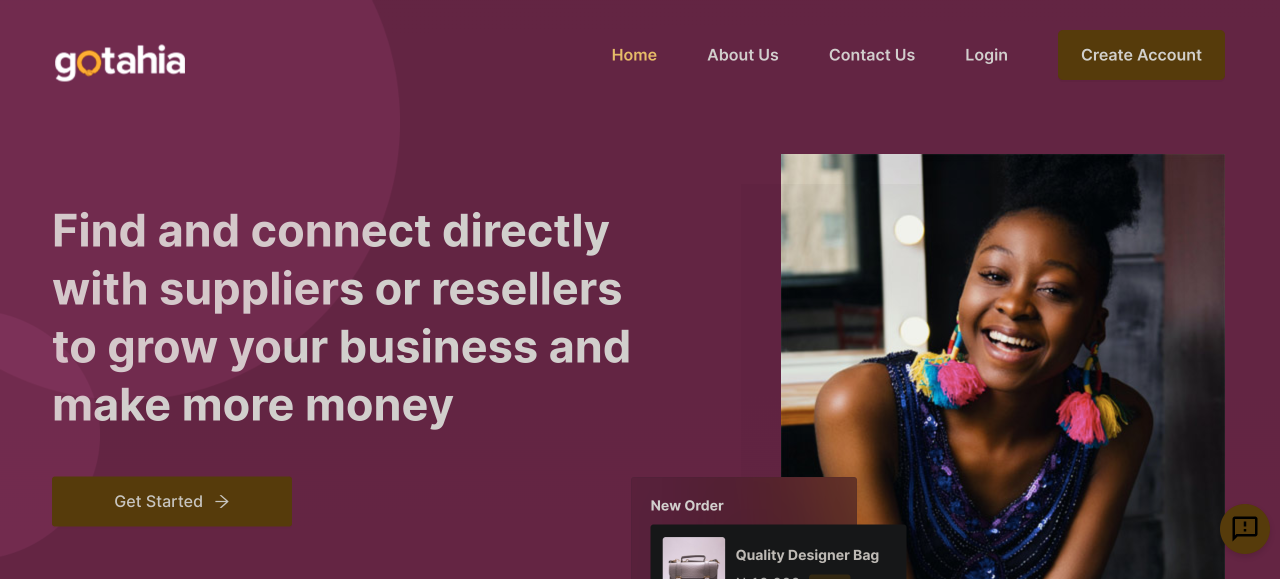 gotahia
Home
About Us
Contact Us
Login
Create Account
Find and connect directly
with suppliers or resellers
to grow your business and
make more money
Get Started
New Order
Quality Designer Bag